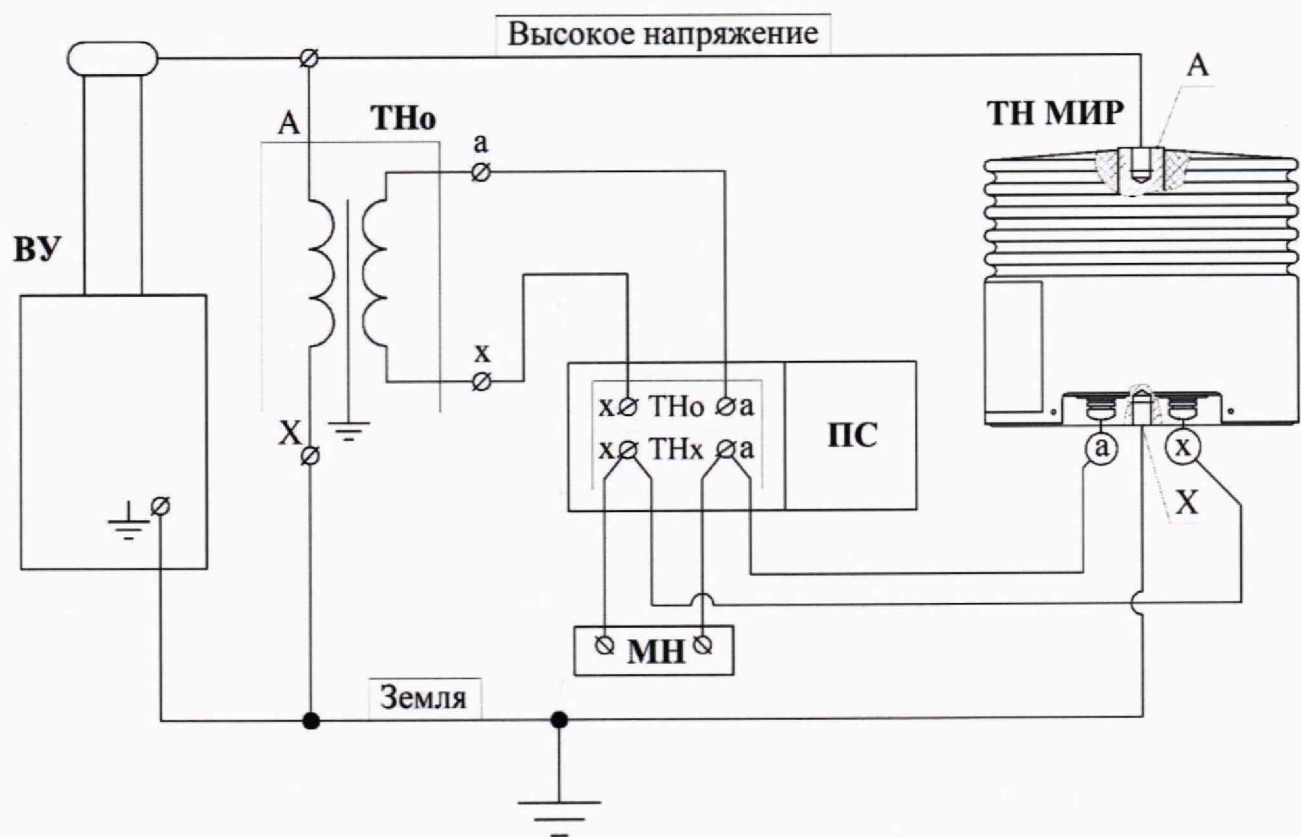 Высокое напряжение
А
ТНо
ТН МИР
А
а
ВУ
х
х ТНо а
ПС
х ТНх а
Х
а
х
Х
МН
Земля